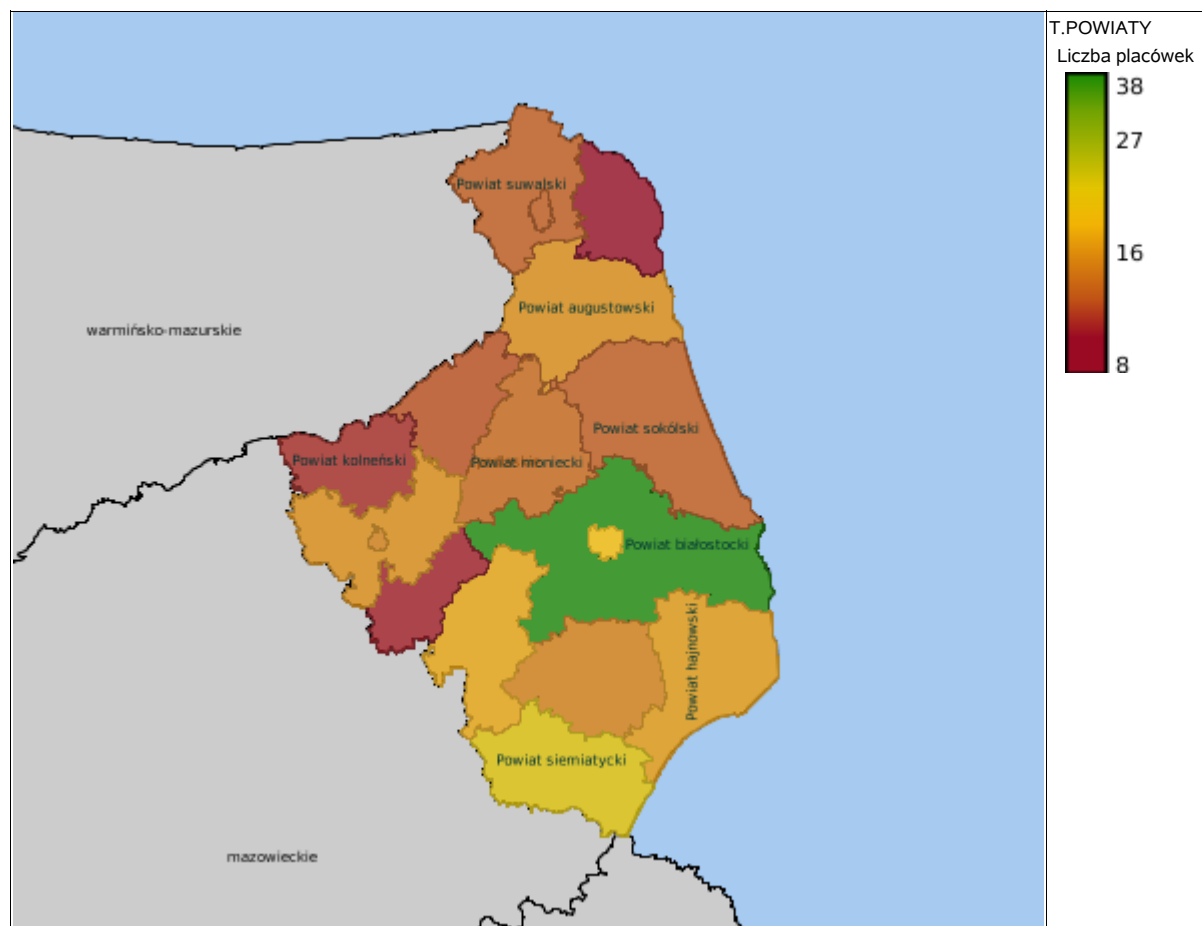 T.POWIATY
Liczba placówek
38
27
16
8
Powiat suwalski
Powiat augustowski
warmińsko-mazurskie
Powiat sokólski
Powiat kolneński
Powiat moniecki
Powiat białostocki
Powiat hajnowski
Powiat siemiatycki
mazowieckie